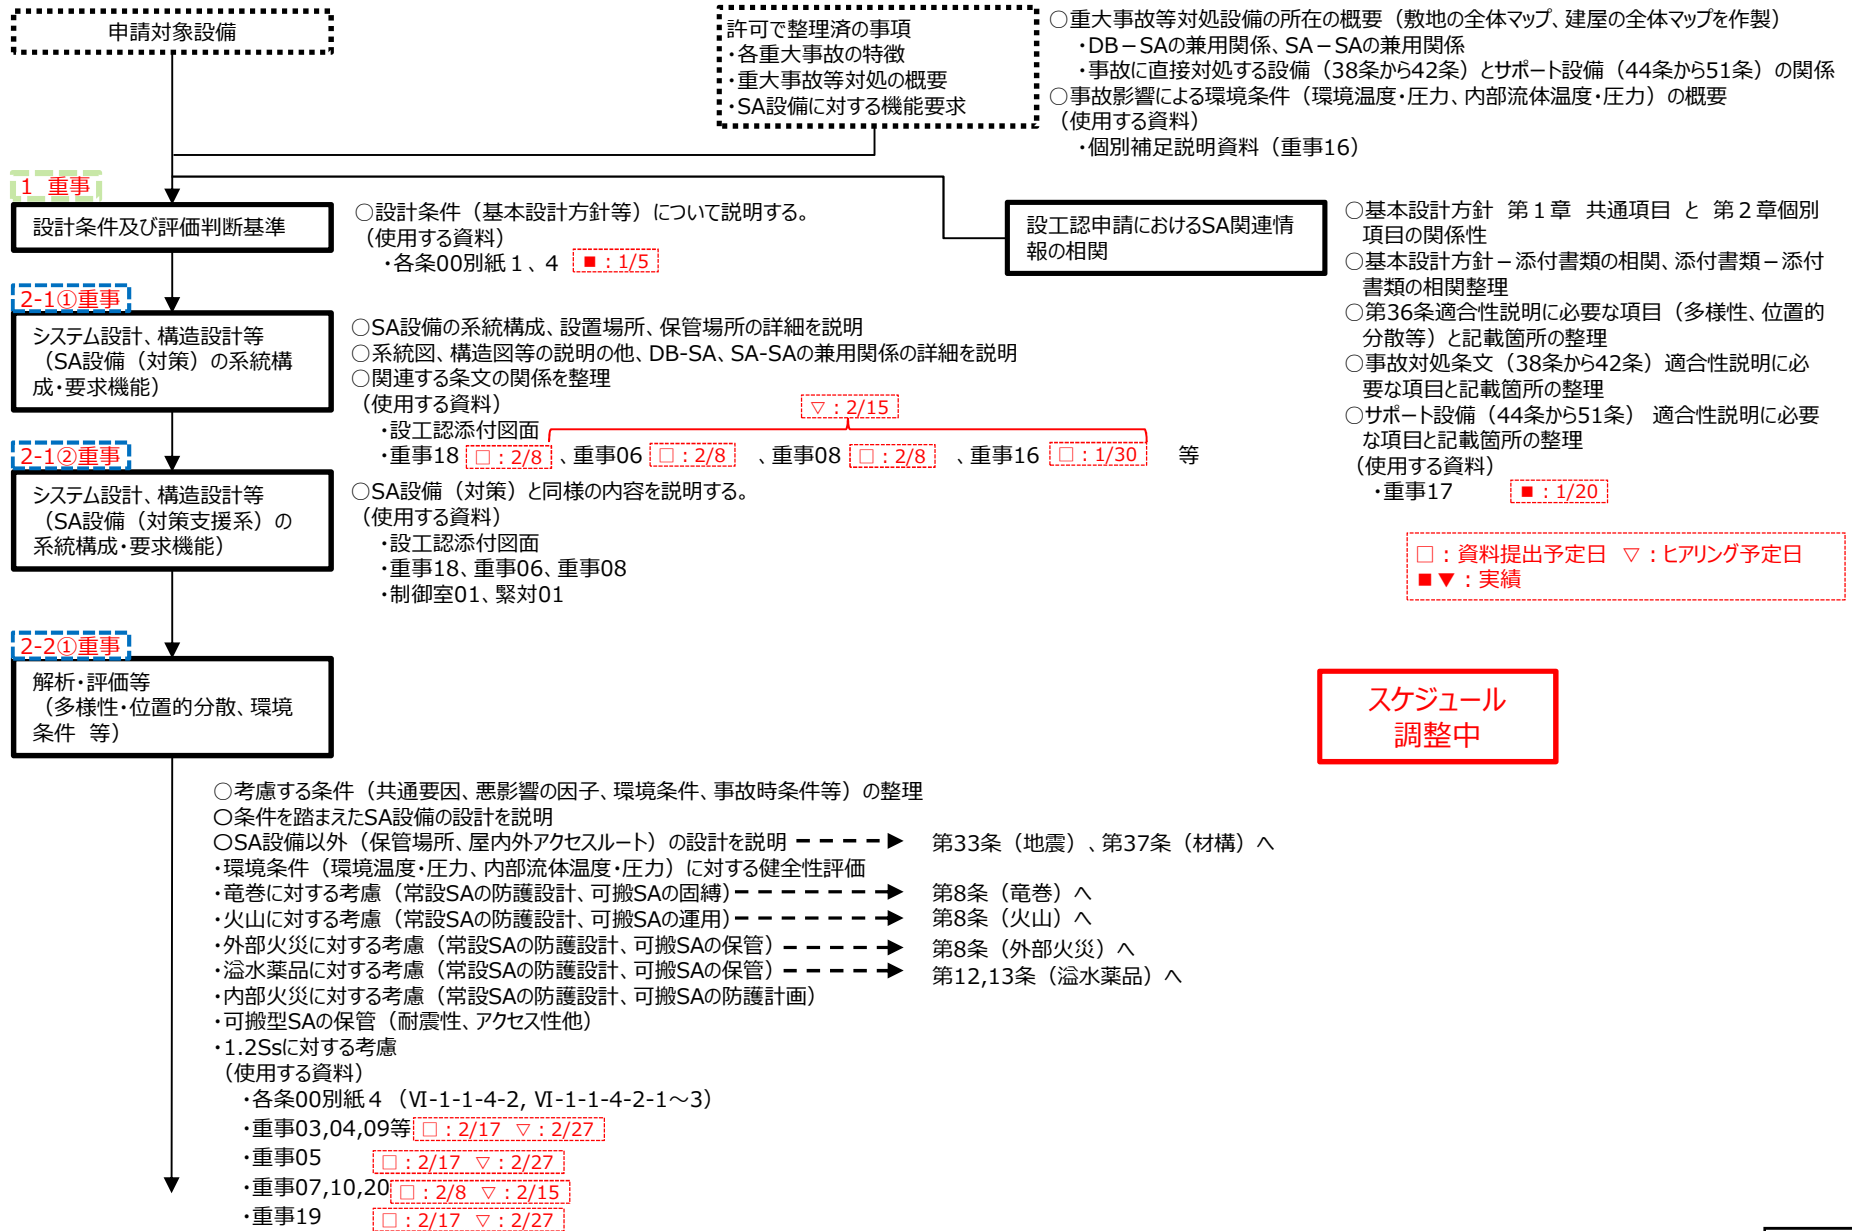 申請対象設備
許可で整理済の事項
・各重大事故の特徴
・重大事故等対処の概要
・SA設備に対する機能要求
○重大事故等対処設備の所在の概要（敷地の全体マップ、建屋の全体マップを作製）
・DB－SAの兼用関係、SA－SAの兼用関係
・事故に直接対処する設備（38条から42条）とサポート設備（44条から51条）の関係
○事故影響による環境条件（環境温度・圧力、内部流体温度・圧力）の概要
（使用する資料）
・個別補足説明資料（重事16）
1 重事
設計条件及び評価判断基準
○設計条件（基本設計方針等）について説明する。
（使用する資料）
・各条00別紙１、４ ■：1/5
設工認申請におけるSA関連情
報の相関
○基本設計方針 第１章 共通項目 と 第２章個別
項目の関係性
○基本設計方針－添付書類の相関、添付書類－添付
書類の相関整理
○第36条適合性説明に必要な項目（多様性、位置的
分散等）と記載箇所の整理
○事故対処条文（38条から42条）適合性説明に必
要な項目と記載箇所の整理
○サポート設備（44条から51条） 適合性説明に必要
な項目と記載箇所の整理
（使用する資料）
・重事17 ■：1/20
2-1①重事
システム設計、構造設計等
（SA設備（対策）の系統構
成・要求機能）
○SA設備の系統構成、設置場所、保管場所の詳細を説明
○系統図、構造図等の説明の他、DB-SA、SA-SAの兼用関係の詳細を説明
○関連する条文の関係を整理
（使用する資料）
▽：2/15
・設工認添付図面
・重事18 □：2/8 、重事06 □：2/8 、重事08 □：2/8 、重事16 □：1/30 等
2-1②重事
システム設計、構造設計等
（SA設備（対策支援系）の
系統構成・要求機能）
○SA設備（対策）と同様の内容を説明する。
（使用する資料）
・設工認添付図面
・重事18、重事06、重事08
・制御室01、緊対01
□：資料提出予定日 ▽：ヒアリング予定日
■▼：実績
2-2①重事
解析・評価等
（多様性・位置的分散、環境
条件 等）
スケジュール
調整中
○考慮する条件（共通要因、悪影響の因子、環境条件、事故時条件等）の整理
○条件を踏まえたSA設備の設計を説明
○SA設備以外（保管場所、屋内外アクセスルート）の設計を説明 第33条（地震）、第37条（材構）へ
・環境条件（環境温度・圧力、内部流体温度・圧力）に対する健全性評価
・竜巻に対する考慮（常設SAの防護設計、可搬SAの固縛） 第8条（竜巻）へ
・火山に対する考慮（常設SAの防護設計、可搬SAの運用） 第8条（火山）へ
・外部火災に対する考慮（常設SAの防護設計、可搬SAの保管） 第8条（外部火災）へ
・溢水薬品に対する考慮（常設SAの防護設計、可搬SAの保管） 第12,13条（溢水薬品）へ
・内部火災に対する考慮（常設SAの防護設計、可搬SAの防護計画）
・可搬型SAの保管（耐震性、アクセス性他）
・1.2Ssに対する考慮
（使用する資料）
・各条00別紙４（Ⅵ-1-1-4-2, Ⅵ-1-1-4-2-1～3）
・重事03,04,09等 □：2/17 ▽：2/27
・重事05 □：2/17 ▽：2/27
・重事07,10,20 □：2/8 ▽：2/15
・重事19 □：2/17 ▽：2/27